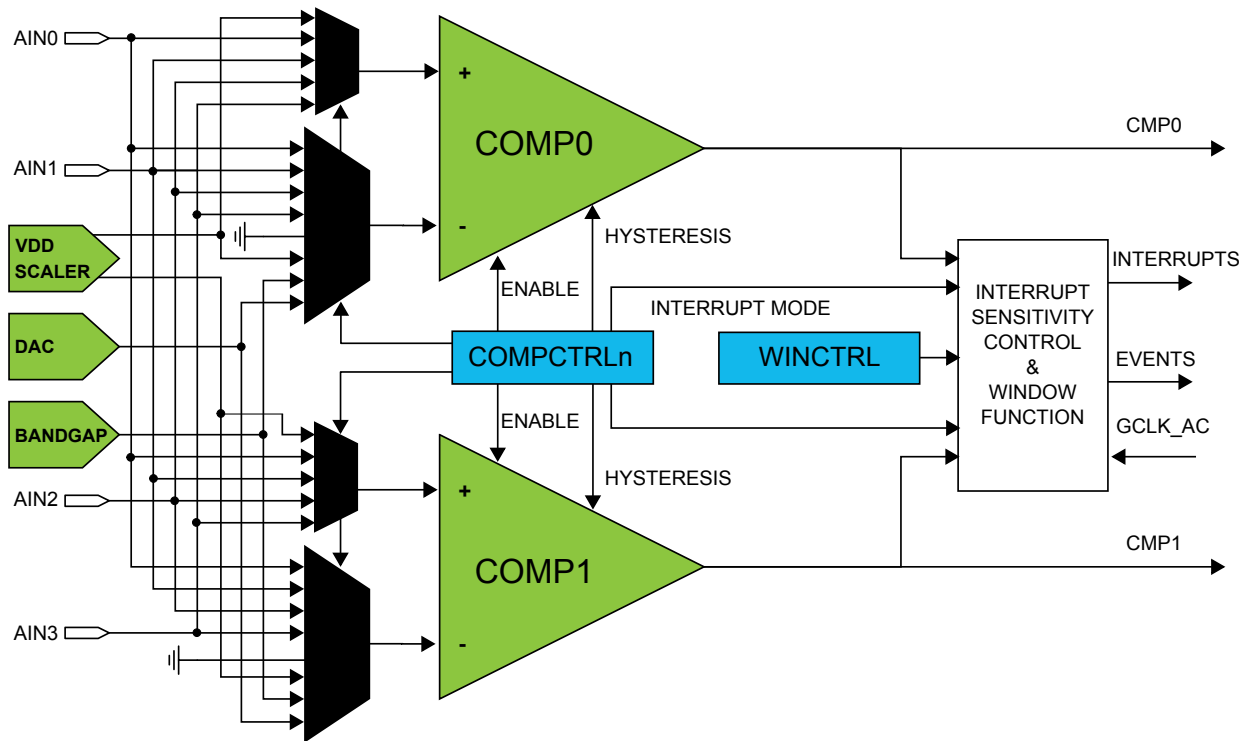 AIN0
+
COMP0
CMP0
AIN1
-
HYSTERESIS
VDD
SCALER
ENABLE
INTERRUPT MODE
INTERRUPTS
INTERRUPT
SENSITIVITY
CONTROL
&
WINDOW
FUNCTION
DAC
COMPCTRLn
WINCTRL
EVENTS
BANDGAP
ENABLE
GCLK_AC
HYSTERESIS
AIN2
+
COMP1
CMP1
AIN3
-